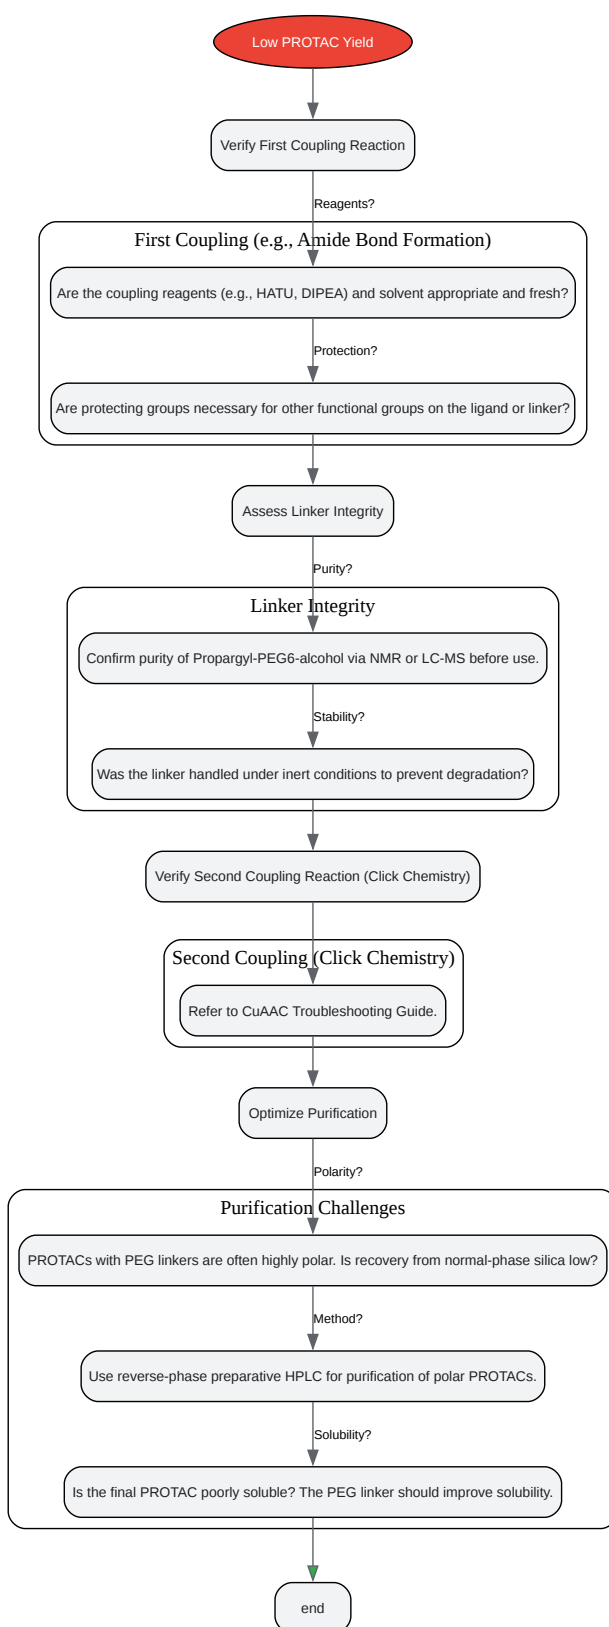 Low PROTAC Yield
Verify First Coupling Reaction
Reagents?
First Coupling (e.g., Amide Bond Formation)
Are the coupling reagents (e.g., HATU, DIPEA) and solvent appropriate and fresh?
Protection?
Are protecting groups necessary for other functional groups on the ligand or linker?
Assess Linker Integrity
Purity?
Linker Integrity
Confirm purity of Propargyl-PEG6-alcohol via NMR or LC-MS before use.
Stability?
Was the linker handled under inert conditions to prevent degradation?
Verify Second Coupling Reaction (Click Chemistry)
Second Coupling (Click Chemistry)
Refer to CuAAC Troubleshooting Guide.
Optimize Purification
Polarity?
Purification Challenges
PROTACs with PEG linkers are often highly polar. Is recovery from normal-phase silica low?
Method?
Use reverse-phase preparative HPLC for purification of polar PROTACs.
Solubility?
Is the final PROTAC poorly soluble? The PEG linker should improve solubility.
end